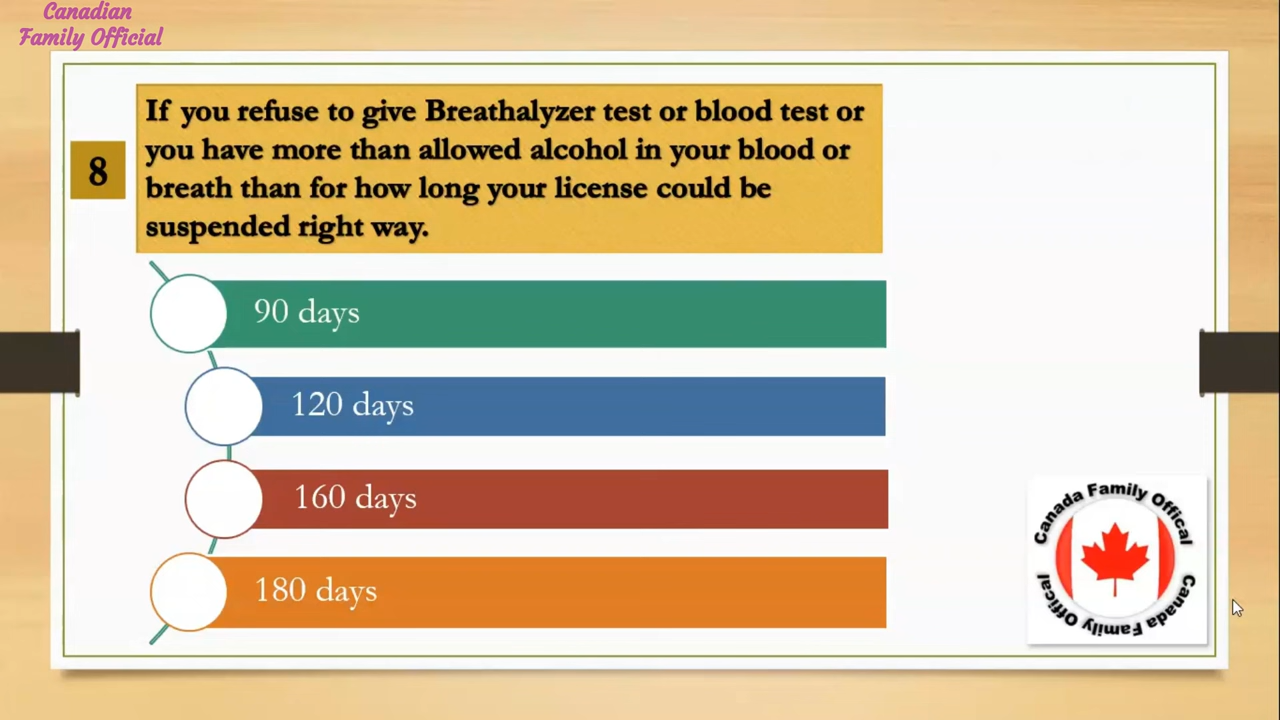 Canadian
Family Official
8
If you refuse to give Breathalyzer test or blood test or
you have more than allowed alcohol in your blood or
breath than for how long your license could be
suspended right way.
90 days
120 days
160 days
180 days
Canada Family Offical
Canada Family Offical